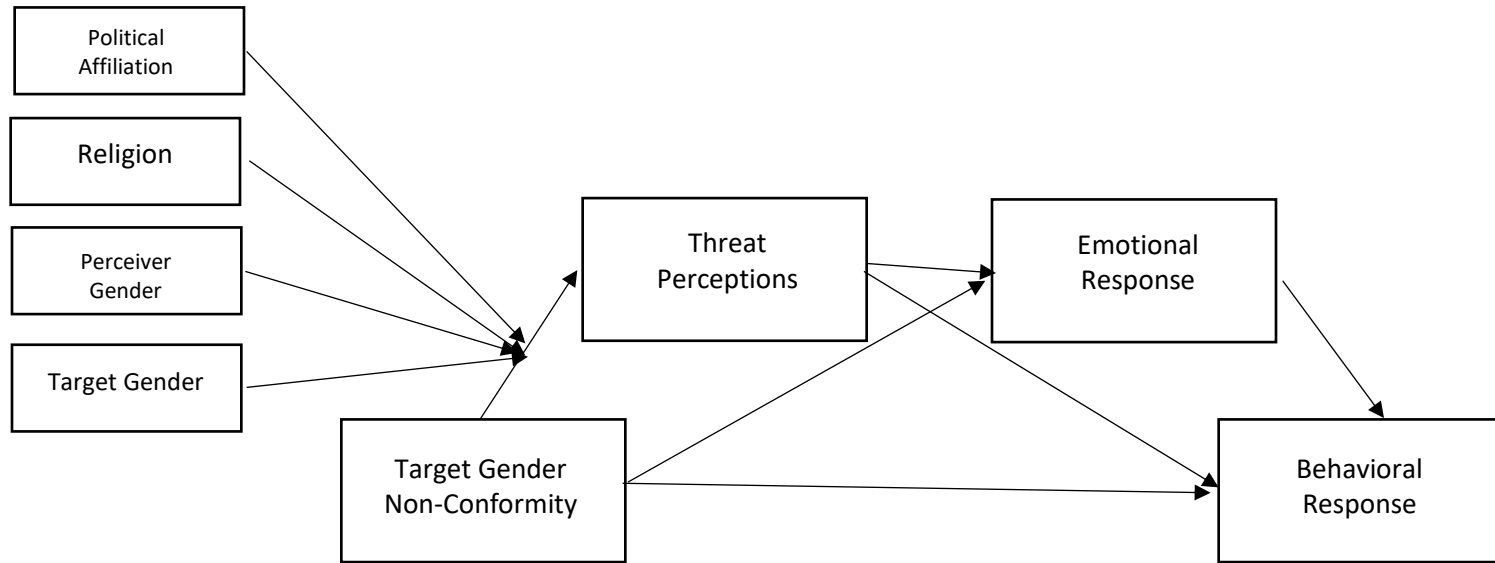 Political
Affiliation
Religion
Perceiver
Gender
Target Gender
Threat
Perceptions
Emotional
Response
Target Gender
Non-Conformity
Behavioral
Response